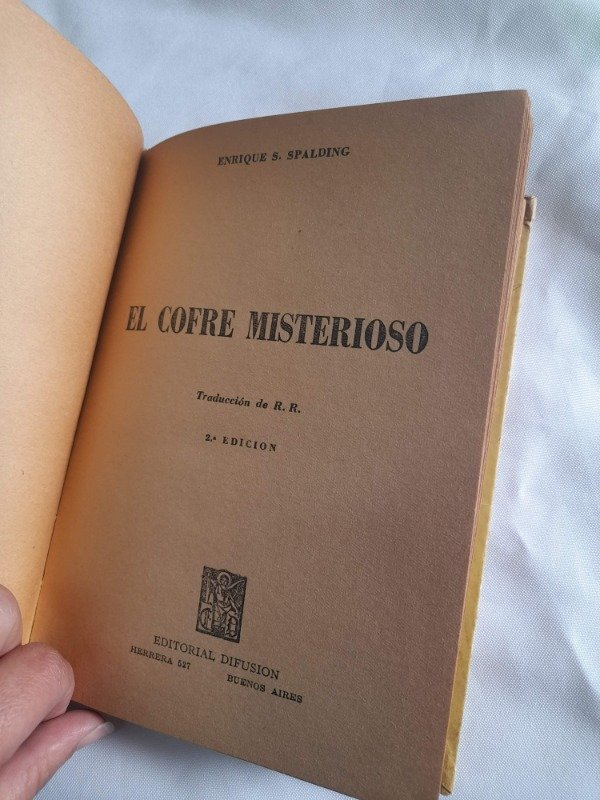 ENRIQUE S. SPALDING
EL COFRE MISTERIOSO
Traducción de R. R.
2.ª EDICION
EDITORIAL DIFUSION
HERRERA 527 BUENOS AIRES